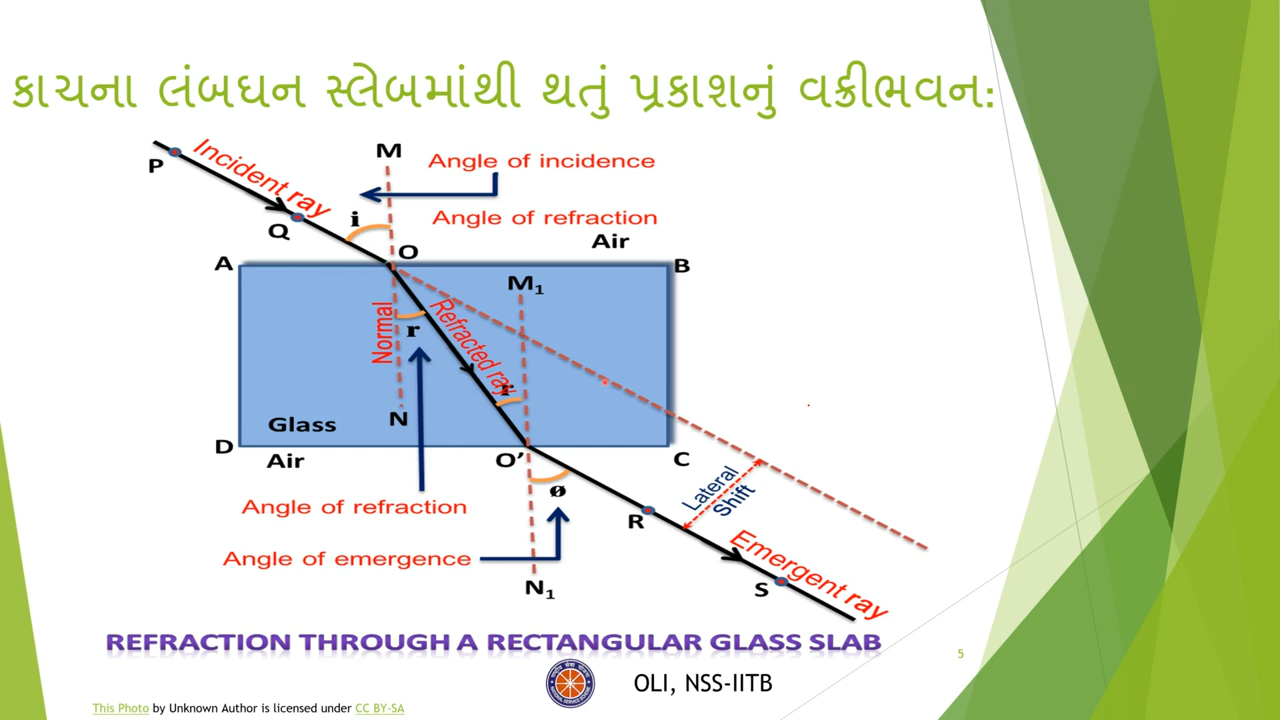 કાચના લંબઘન સ્લેબમાંથી થતું પ્રકાશનું વક્રીભવન:
M
P
Incident ray
Angle of incidence
Q
i
Angle of refraction
O
Air
A
B
M₁
Normal
r
Refracted ray
N
Glass
D
Air
O’
C
Lateral
Shift
ø
Angle of refraction
R
Angle of emergence
Emergent ray
N₁
S
REFRACTION THROUGH A RECTANGULAR GLASS SLAB
5
OLI, NSS-IITB
This Photo by Unknown Author is licensed under CC BY-SA